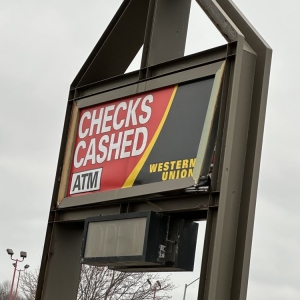 CHECKS
CASHED
ATM
WESTERN
UNION